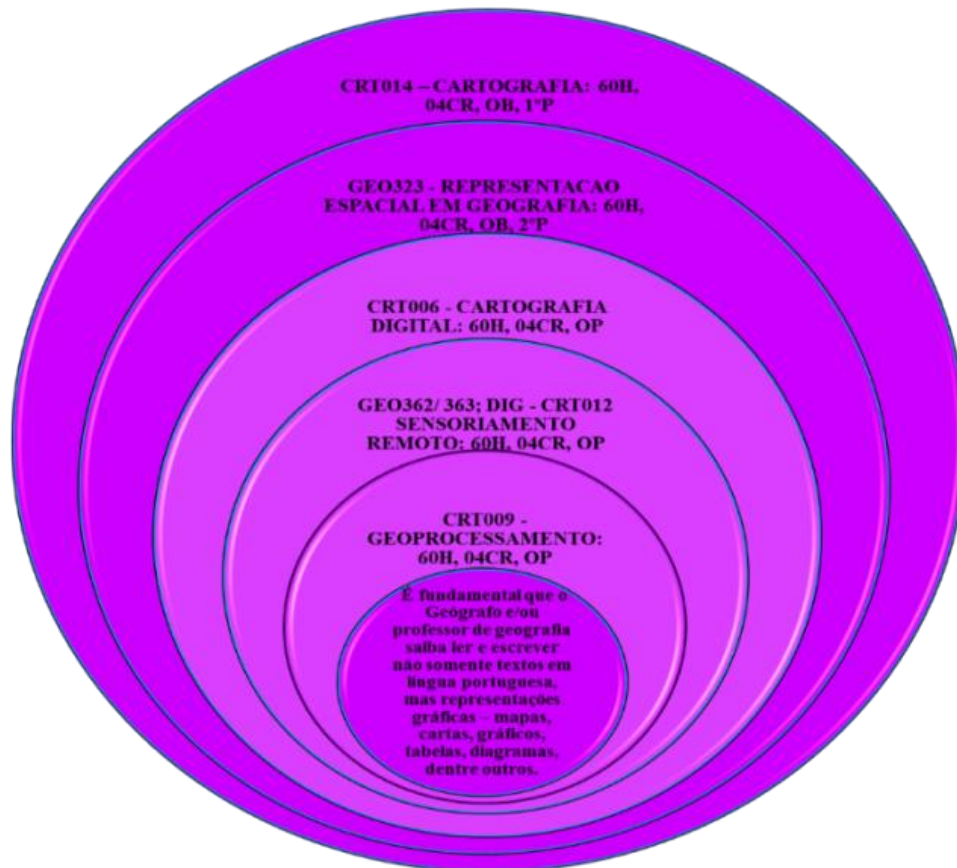 CRT014 – CARTOGRAFIA: 60H,
04CR, OB, 1ºP
GEO323 - REPRESENTACAO
ESPACIAL EM GEOGRAFIA: 60H,
04CR, OB, 2ºP
CRT006 - CARTOGRAFIA
DIGITAL: 60H, 04CR, OP
GEO362/ 363; DIG - CRT012
SENSORIAMENTO
REMOTO: 60H, 04CR, OP
CRT009 -
GEOPROCESSAMENTO:
60H, 04CR, OP
É fundamental que o
Geógrafo e/ou
professor de geografia
saiba ler e escrever
não somente textos em
língua portuguesa,
mas representações
gráficas – mapas,
cartas, gráficos,
tabelas, diagramas,
dentre outros.